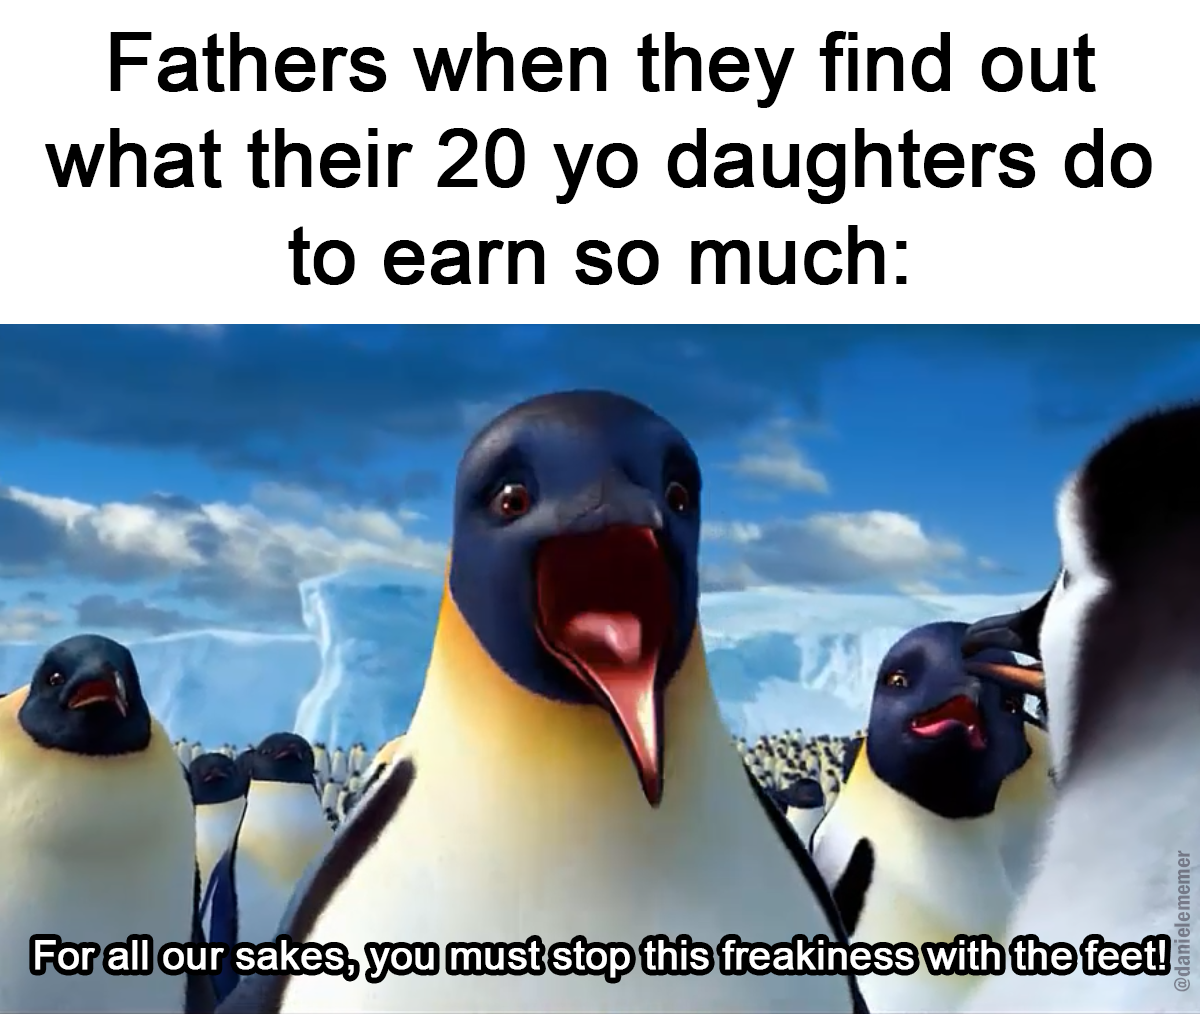 Fathers when they find out
what their 20 yo daughters do
to earn so much:
For all our sakes, you must stop this freakiness with the feet!
@danielememer